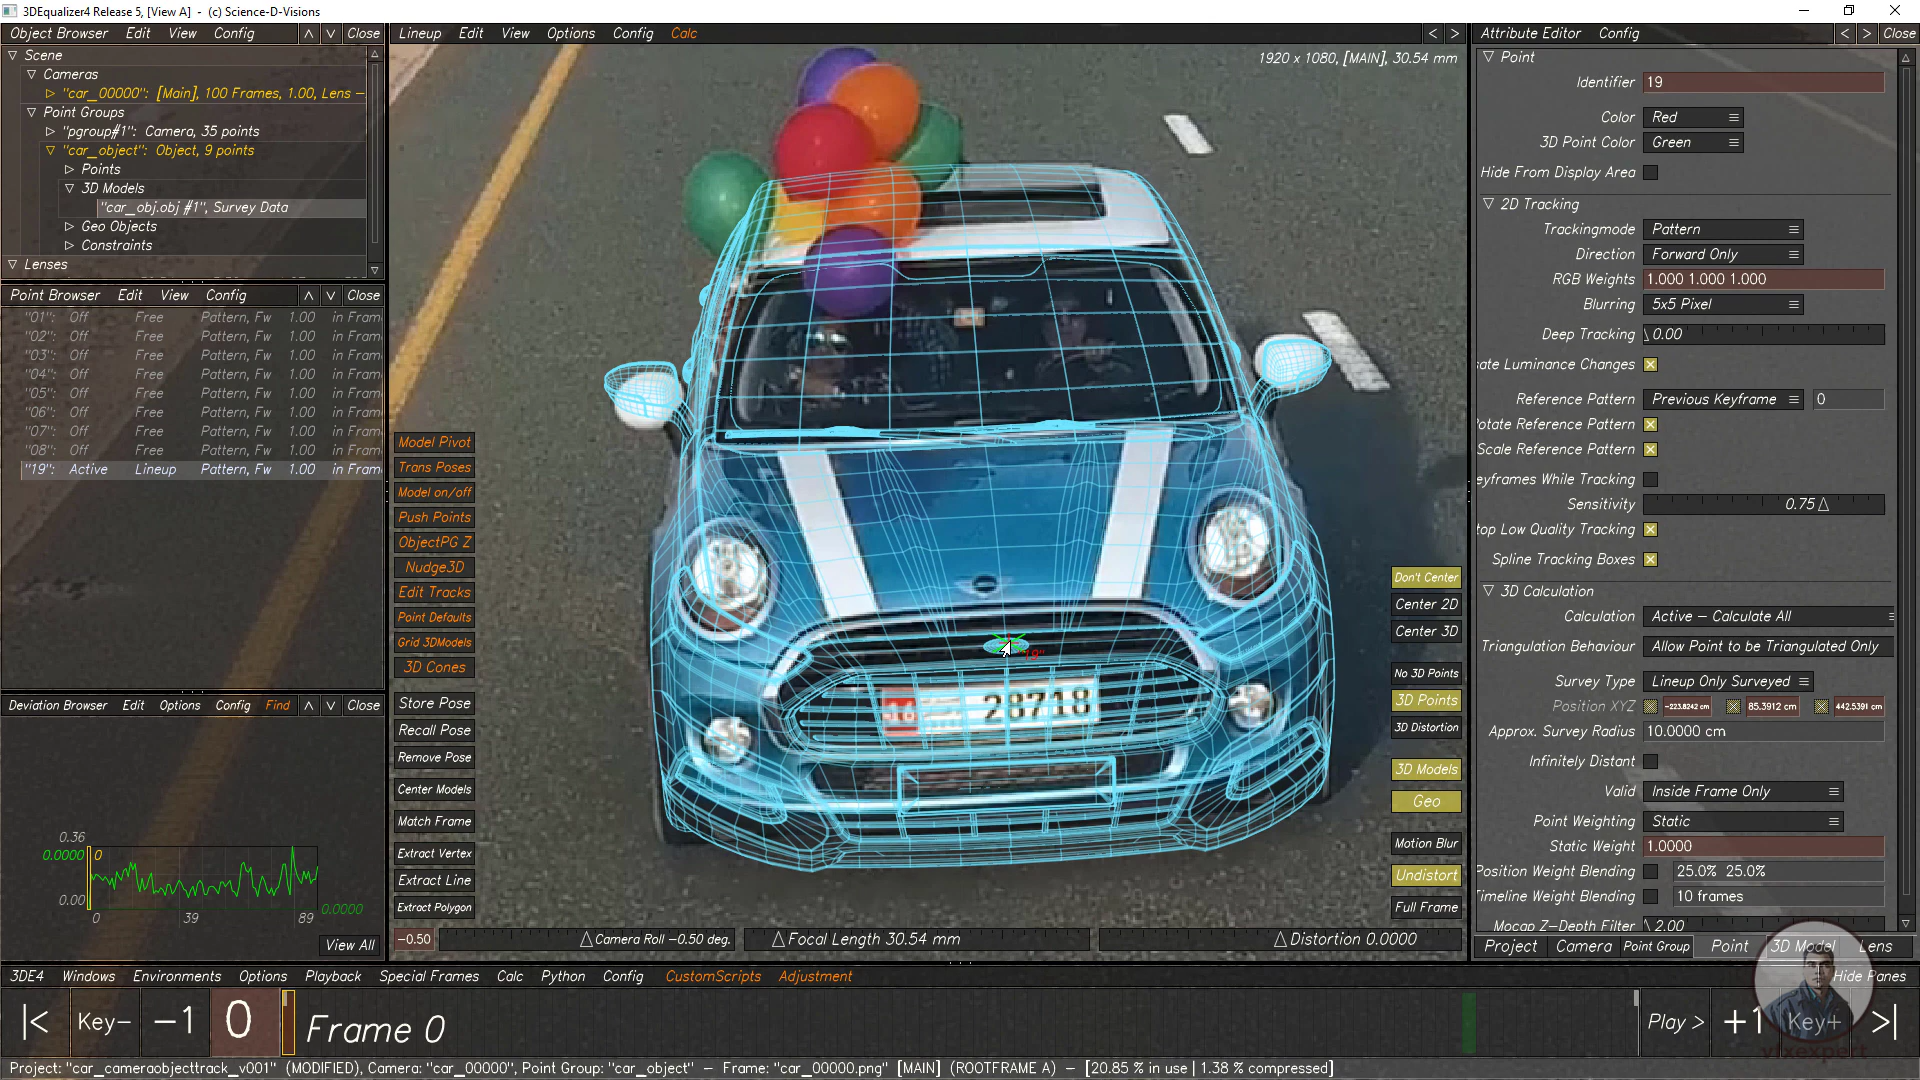 3DEqualizer4 Release 5, [View A]  -  (c) Science-D-Visions
Object Browser Edit View Config Close
Scene
Cameras
"car_00000": [Main], 100 Frames, 1.00, Lens –
Point Groups
"pgroup#1": Camera, 35 points
"car_object": Object, 9 points
Points
3D Models
"car_obj.obj #1", Survey Data
Geo Objects
Constraints
Lenses
Point Browser Edit View Config Close
"01": Off Free Pattern, Fw 1.00 in Fram
"02": Off Free Pattern, Fw 1.00 in Fram
"03": Off Free Pattern, Fw 1.00 in Fram
"04": Off Free Pattern, Fw 1.00 in Fram
"05": Off Free Pattern, Fw 1.00 in Fram
"06": Off Free Pattern, Fw 1.00 in Fram
"07": Off Free Pattern, Fw 1.00 in Fram
"08": Off Free Pattern, Fw 1.00 in Fram
"19": Active Lineup Pattern, Fw 1.00 in Fram
Deviation Browser Edit Options Config Find Close
0.36
0.0000 0
0.00
0.0000
0 39 89
View All
Lineup Edit View Options Config Calc < >
1920 x 1080, [MAIN], 30.54 mm
Model Pivot
Trans Poses
Model on/off
Push Points
ObjectPG Z
Nudge3D
Edit Tracks
Point Defaults
Grid 3DModels
3D Cones
Store Pose
Recall Pose
Remove Pose
Center Models
Match Frame
Extract Vertex
Extract Line
Extract Polygon
"19"
16 28718
Don't Center
Center 2D
Center 3D
No 3D Points
3D Points
3D Distortion
3D Models
Geo
Motion Blur
Undistort
Full Frame
-0.50 Camera Roll -0.50 deg. Focal Length 30.54 mm Distortion 0.0000
Attribute Editor Config < > Close
Point
Identifier 19
Color Red
3D Point Color Green
Hide From Display Area
2D Tracking
Trackingmode Pattern
Direction Forward Only
RGB Weights 1.000 1.000 1.000
Blurring 5x5 Pixel
Deep Tracking 0.00
sate Luminance Changes
Reference Pattern Previous Keyframe 0
Rotate Reference Pattern
Scale Reference Pattern
eyframes While Tracking
Sensitivity 0.75
top Low Quality Tracking
Spline Tracking Boxes
3D Calculation
Calculation Active – Calculate All
Triangulation Behaviour Allow Point to be Triangulated Only
Survey Type Lineup Only Surveyed
Position XYZ -223.8242 cm 85.3912 cm 442.5391 cm
Approx. Survey Radius 10.0000 cm
Infinitely Distant
Valid Inside Frame Only
Point Weighting Static
Static Weight 1.0000
Position Weight Blending 25.0% 25.0%
Timeline Weight Blending 10 frames
Mocap Z-Depth Filter 2.00
Project Camera Point Group Point 3D Model Lens
3DE4 Windows Environments Options Playback Special Frames Calc Python Config CustomScripts Adjustment Hide Panes
|< Key- -1 0 Frame 0 Play > +1 Key+ >|
vfxexpert
Project: "car_cameraobjecttrack_v001" (MODIFIED), Camera: "car_00000", Point Group: "car_object" – Frame: "car_00000.png" [MAIN] (ROOTFRAME A) – [20.85 % in use | 1.38 % compressed]